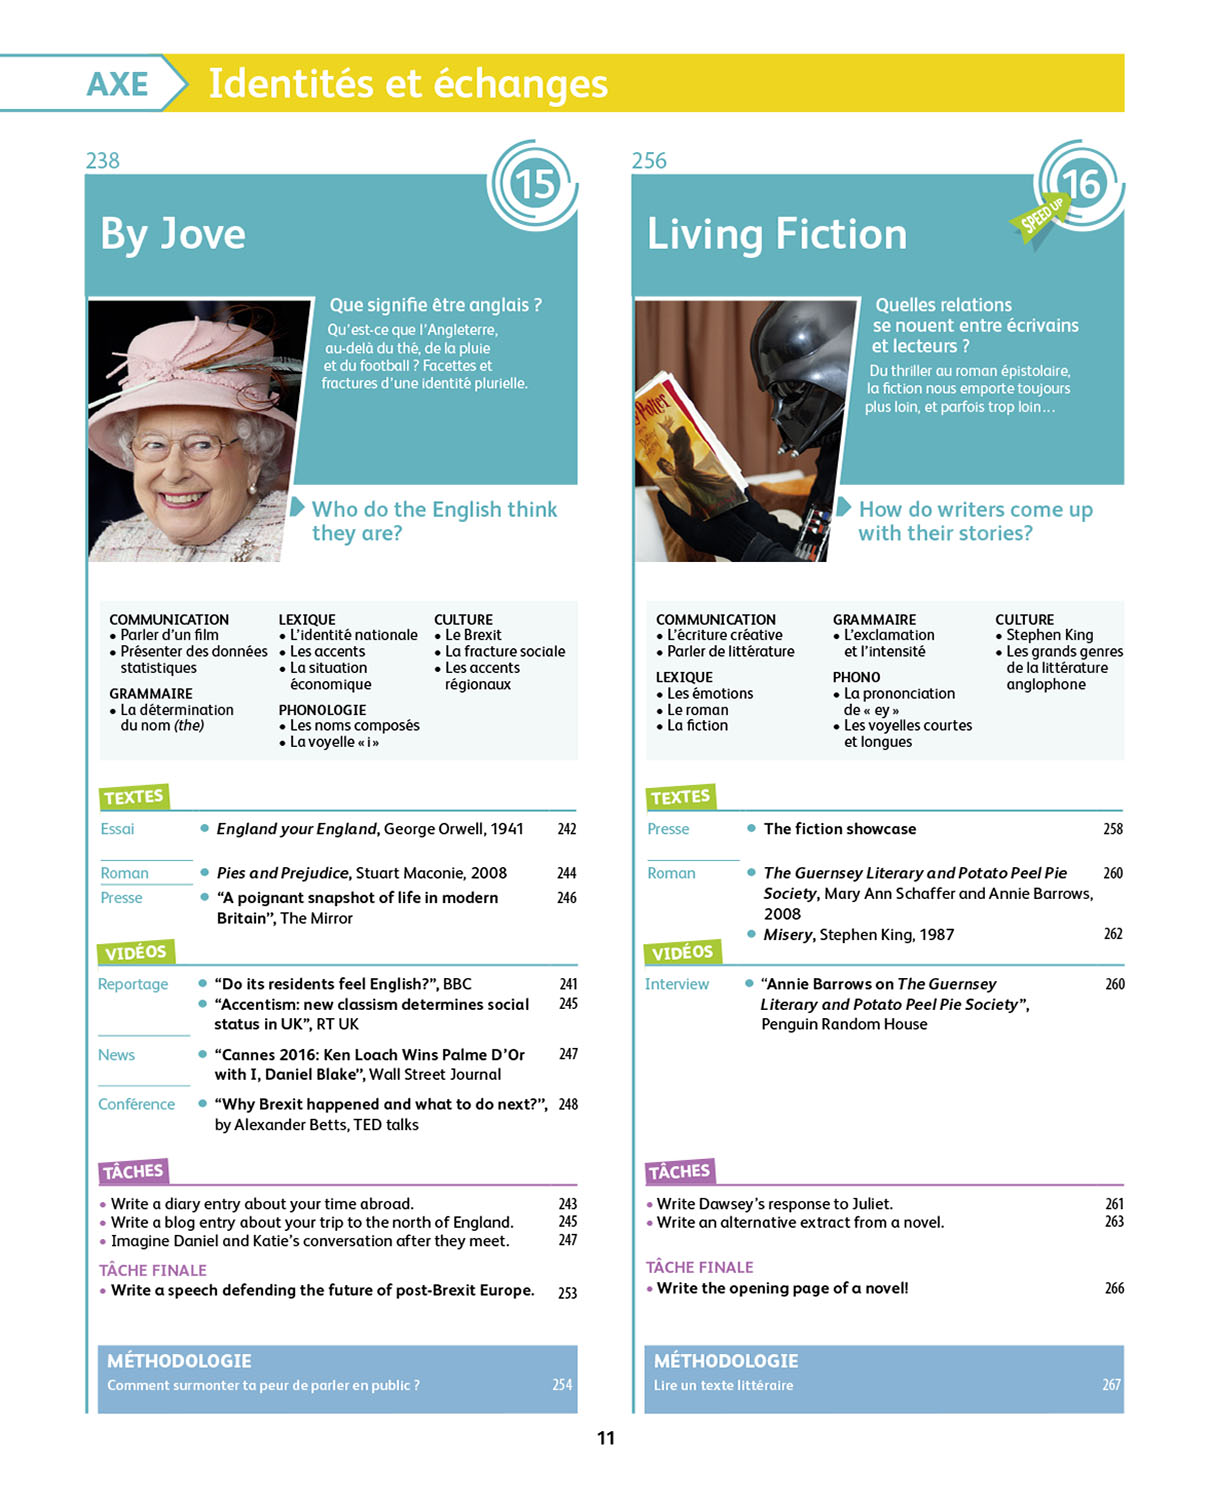 AXE Identités et échanges
238
15
By Jove
Que signifie être anglais ?
Qu'est-ce que l'Angleterre,
au-delà du thé, de la pluie
et du football ? Facettes et
fractures d'une identité plurielle.
Who do the English think
they are?
COMMUNICATION
• Parler d'un film
• Présenter des données
statistiques
GRAMMAIRE
• La détermination
du nom (the)
LEXIQUE
• L'identité nationale
• Les accents
• La situation
économique
PHONOLOGIE
• Les noms composés
• La voyelle « i »
CULTURE
• Le Brexit
• La fracture sociale
• Les accents
régionaux
TEXTES
Essai • England your England, George Orwell, 1941 242
Roman • Pies and Prejudice, Stuart Maconie, 2008 244
Presse • “A poignant snapshot of life in modern 246
Britain”, The Mirror
VIDÉOS
Reportage • “Do its residents feel English?”, BBC 241
• “Accentism: new classism determines social 245
status in UK”, RT UK
News • “Cannes 2016: Ken Loach Wins Palme D’Or 247
with I, Daniel Blake”, Wall Street Journal
Conférence • “Why Brexit happened and what to do next?”, 248
by Alexander Betts, TED talks
TÂCHES
• Write a diary entry about your time abroad. 243
• Write a blog entry about your trip to the north of England. 245
• Imagine Daniel and Katie’s conversation after they meet. 247
TÂCHE FINALE
• Write a speech defending the future of post-Brexit Europe. 253
MÉTHODOLOGIE
Comment surmonter ta peur de parler en public ? 254
256
16
SPEED UP
Living Fiction
Quelles relations
se nouent entre écrivains
et lecteurs ?
Du thriller au roman épistolaire,
la fiction nous emporte toujours
plus loin, et parfois trop loin…
Potter
How do writers come up
with their stories?
COMMUNICATION
• L'écriture créative
• Parler de littérature
LEXIQUE
• Les émotions
• Le roman
• La fiction
GRAMMAIRE
• L'exclamation
et l'intensité
PHONO
• La prononciation
de « ey »
• Les voyelles courtes
et longues
CULTURE
• Stephen King
• Les grands genres
de la littérature
anglophone
TEXTES
Presse • The fiction showcase 258
Roman • The Guernsey Literary and Potato Peel Pie 260
Society, Mary Ann Schaffer and Annie Barrows,
2008
• Misery, Stephen King, 1987 262
VIDÉOS
Interview • “Annie Barrows on The Guernsey 260
Literary and Potato Peel Pie Society”,
Penguin Random House
TÂCHES
• Write Dawsey’s response to Juliet. 261
• Write an alternative extract from a novel. 263
TÂCHE FINALE
• Write the opening page of a novel! 266
MÉTHODOLOGIE
Lire un texte littéraire 267
11